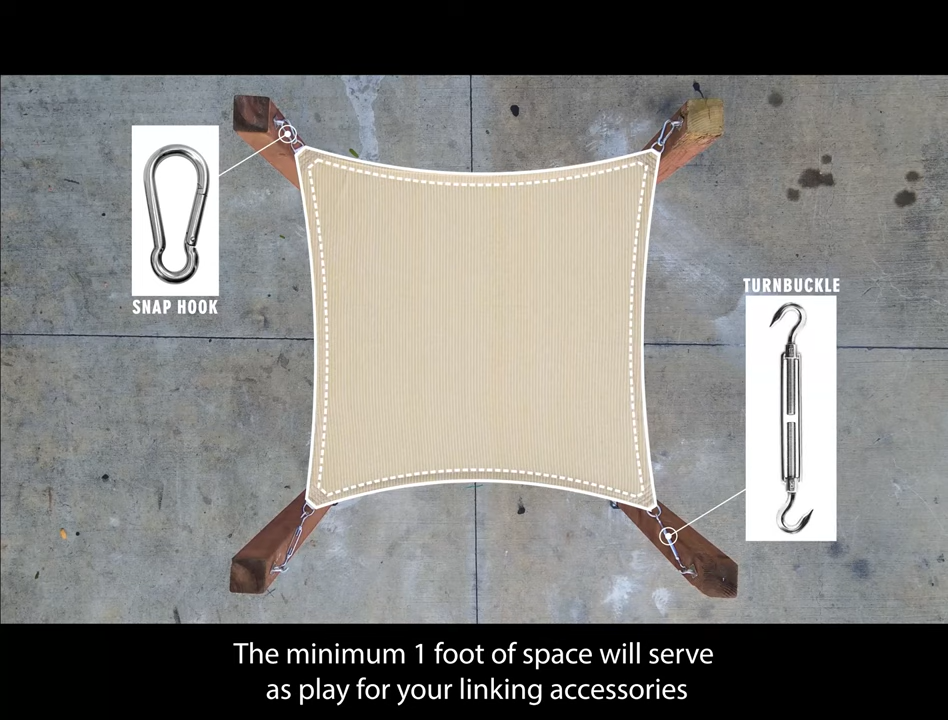 SNAP HOOK
TURNBUCKLE
The minimum 1 foot of space will serve
as play for your linking accessories